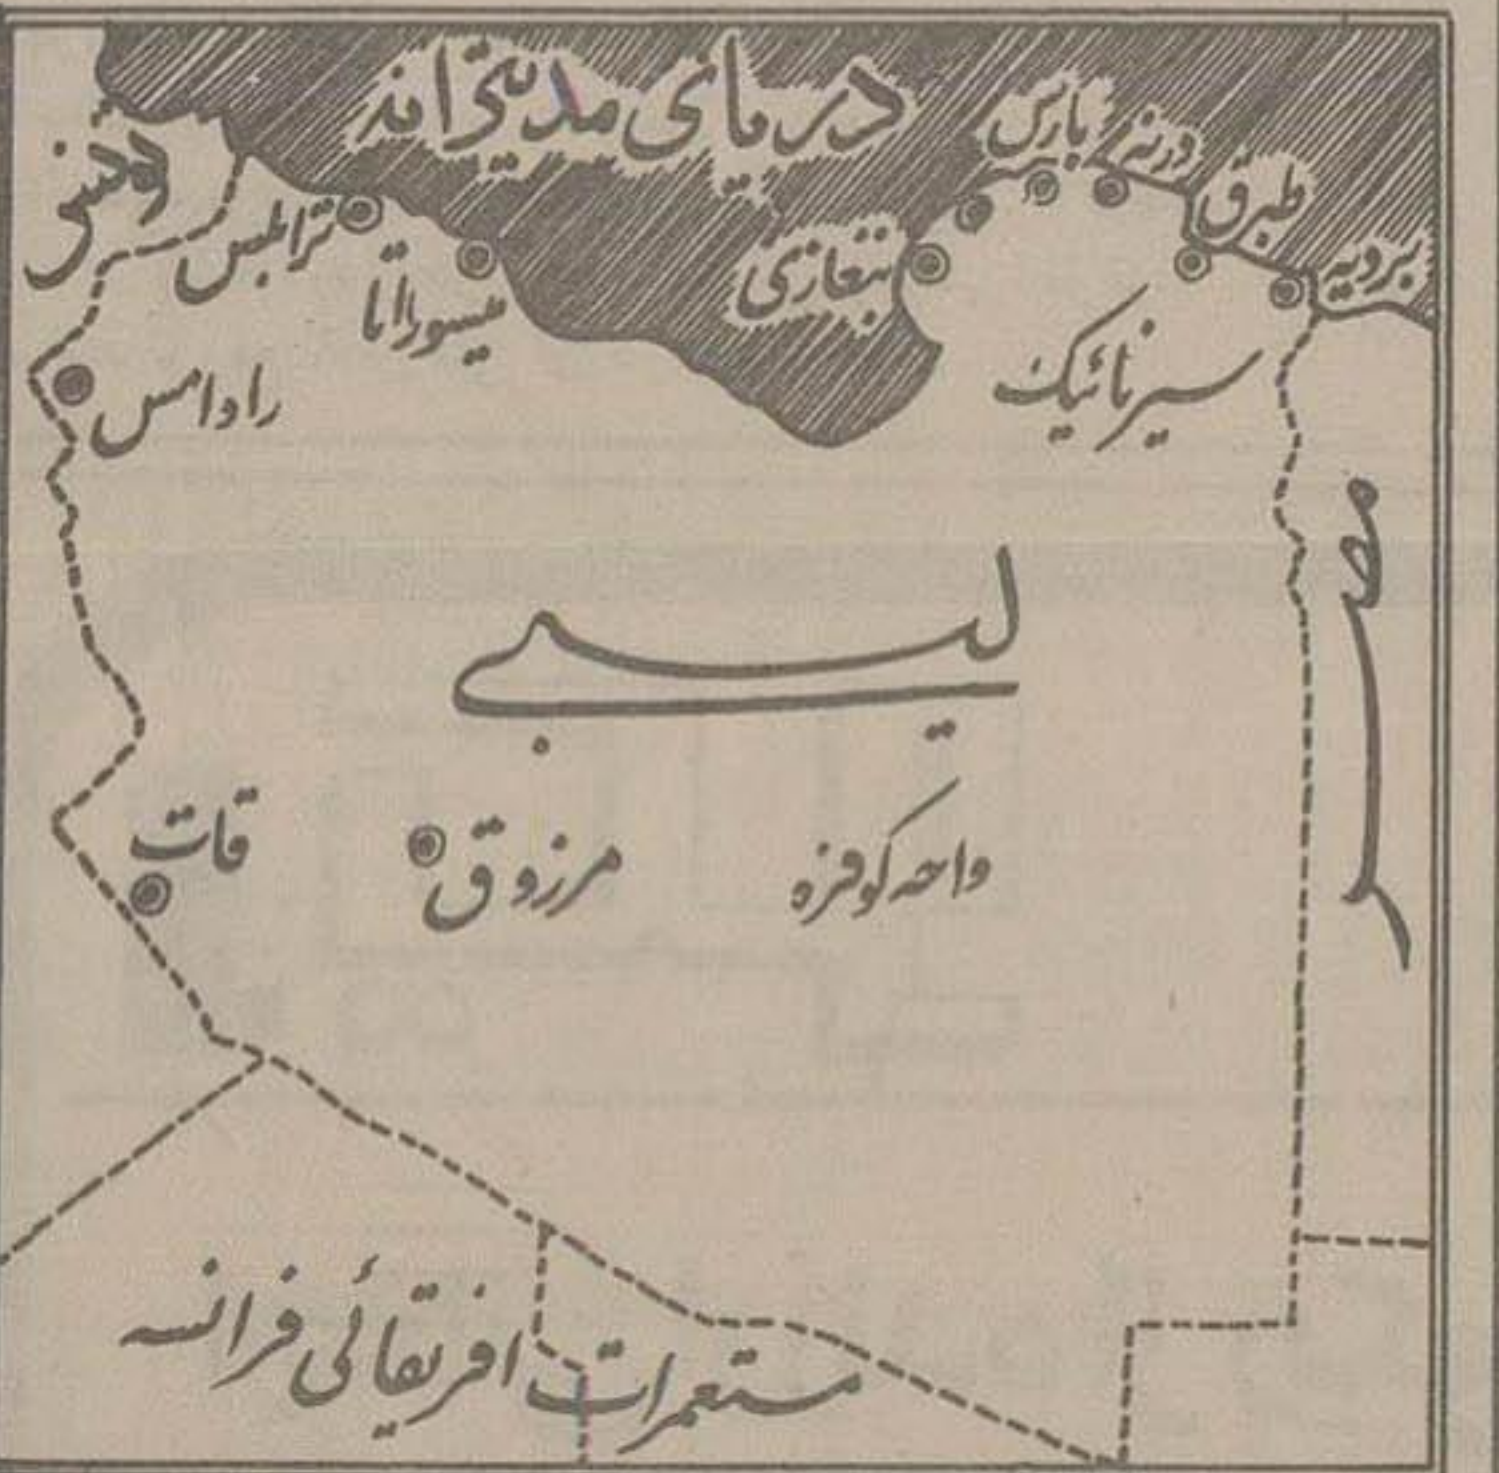 دریای مدیترانه
بارس
درنه
طبرق
بردیه
تونس
ترابلس
میسوراتا
بنغازی
سیرنائیک
رادامس
مصر
لیبی
قات
مرزوق
واحه کوفره
مستعمرات افریقائی فرانسه